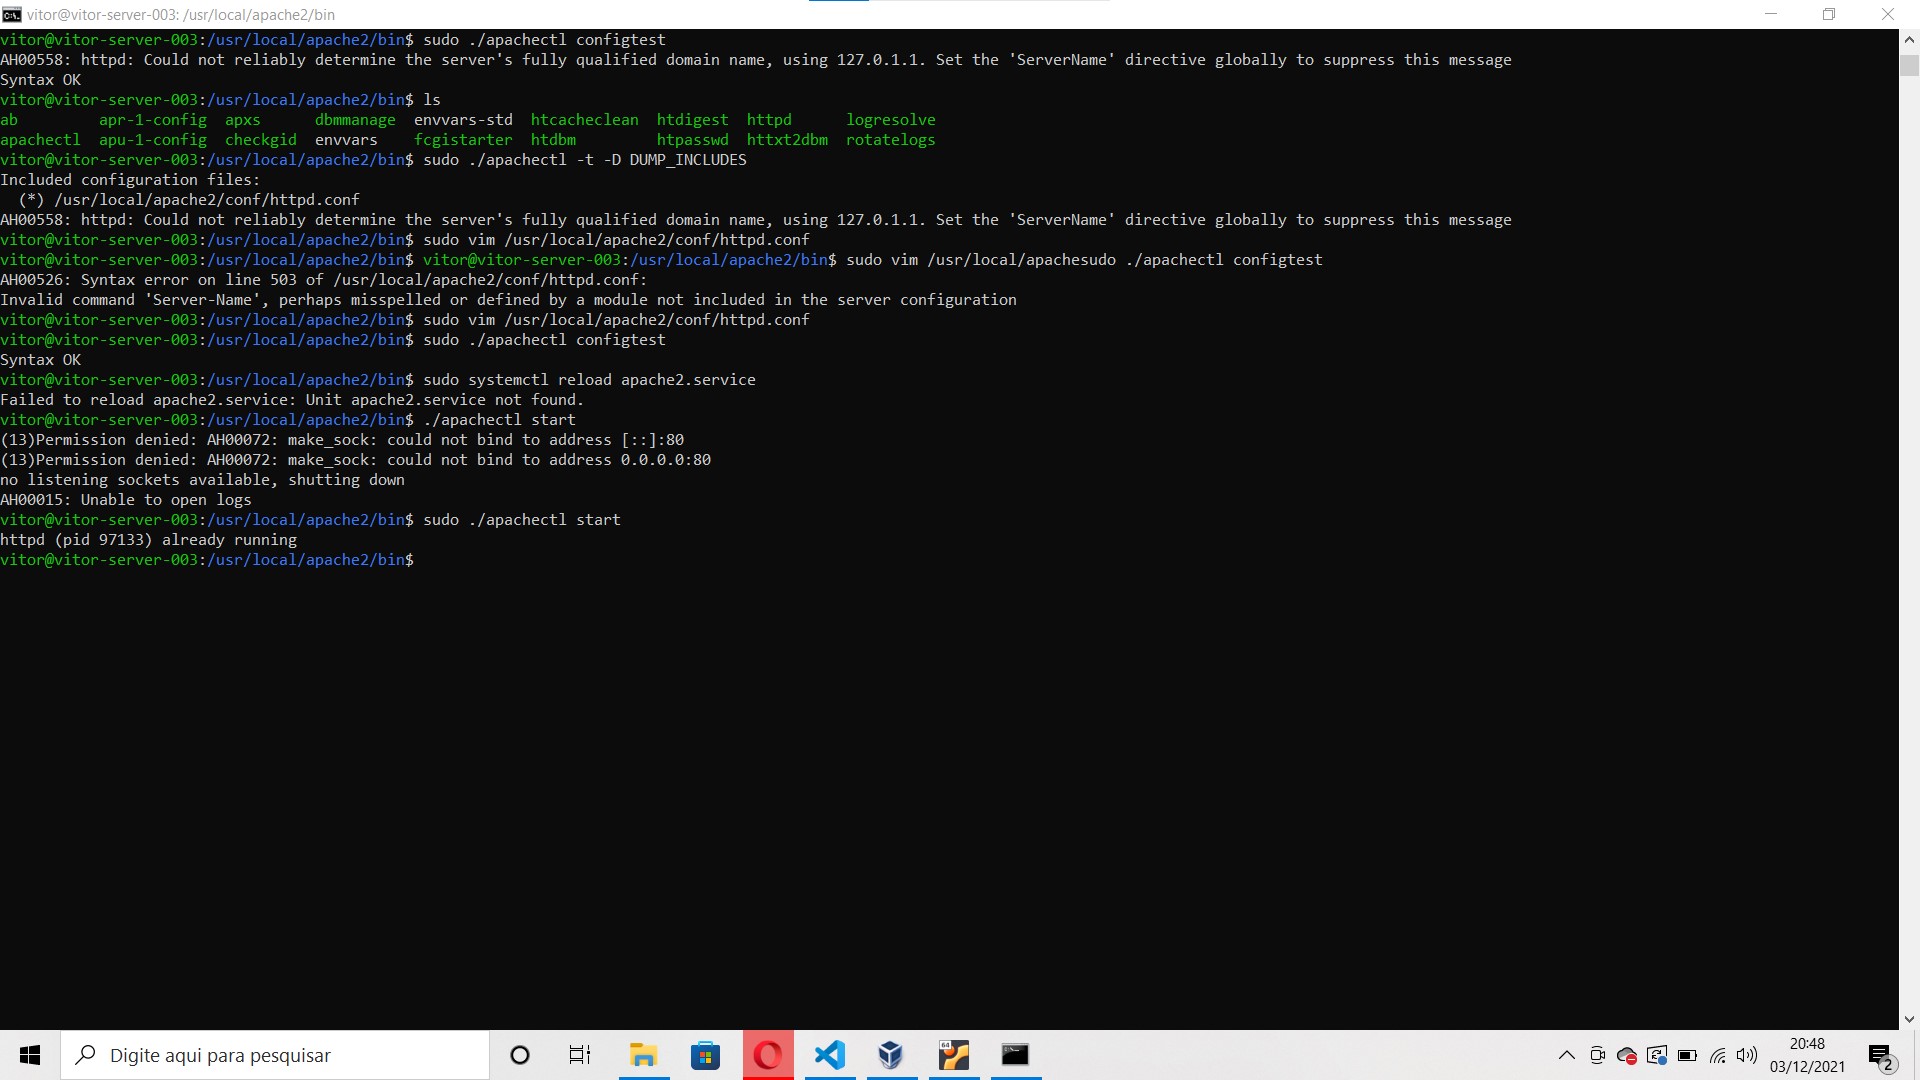 vitor@vitor-server-003: /usr/local/apache2/bin
vitor@vitor-server-003:/usr/local/apache2/bin$ sudo ./apachectl configtest
AH00558: httpd: Could not reliably determine the server's fully qualified domain name, using 127.0.1.1. Set the 'ServerName' directive globally to suppress this message
Syntax OK
vitor@vitor-server-003:/usr/local/apache2/bin$ ls
ab         apr-1-config  apxs      dbmmanage  envvars-std  htcacheclean  htdigest  httpd      logresolve
apachectl  apu-1-config  checkgid  envvars    fcgistarter  htdbm         htpasswd  httxt2dbm  rotatelogs
vitor@vitor-server-003:/usr/local/apache2/bin$ sudo ./apachectl -t -D DUMP_INCLUDES
Included configuration files:
  (*) /usr/local/apache2/conf/httpd.conf
AH00558: httpd: Could not reliably determine the server's fully qualified domain name, using 127.0.1.1. Set the 'ServerName' directive globally to suppress this message
vitor@vitor-server-003:/usr/local/apache2/bin$ sudo vim /usr/local/apache2/conf/httpd.conf
vitor@vitor-server-003:/usr/local/apache2/bin$ vitor@vitor-server-003:/usr/local/apache2/bin$ sudo vim /usr/local/apachesudo ./apachectl configtest
AH00526: Syntax error on line 503 of /usr/local/apache2/conf/httpd.conf:
Invalid command 'Server-Name', perhaps misspelled or defined by a module not included in the server configuration
vitor@vitor-server-003:/usr/local/apache2/bin$ sudo vim /usr/local/apache2/conf/httpd.conf
vitor@vitor-server-003:/usr/local/apache2/bin$ sudo ./apachectl configtest
Syntax OK
vitor@vitor-server-003:/usr/local/apache2/bin$ sudo systemctl reload apache2.service
Failed to reload apache2.service: Unit apache2.service not found.
vitor@vitor-server-003:/usr/local/apache2/bin$ ./apachectl start
(13)Permission denied: AH00072: make_sock: could not bind to address [::]:80
(13)Permission denied: AH00072: make_sock: could not bind to address 0.0.0.0:80
no listening sockets available, shutting down
AH00015: Unable to open logs
vitor@vitor-server-003:/usr/local/apache2/bin$ sudo ./apachectl start
httpd (pid 97133) already running
vitor@vitor-server-003:/usr/local/apache2/bin$
Digite aqui para pesquisar
64
20:48
03/12/2021
2